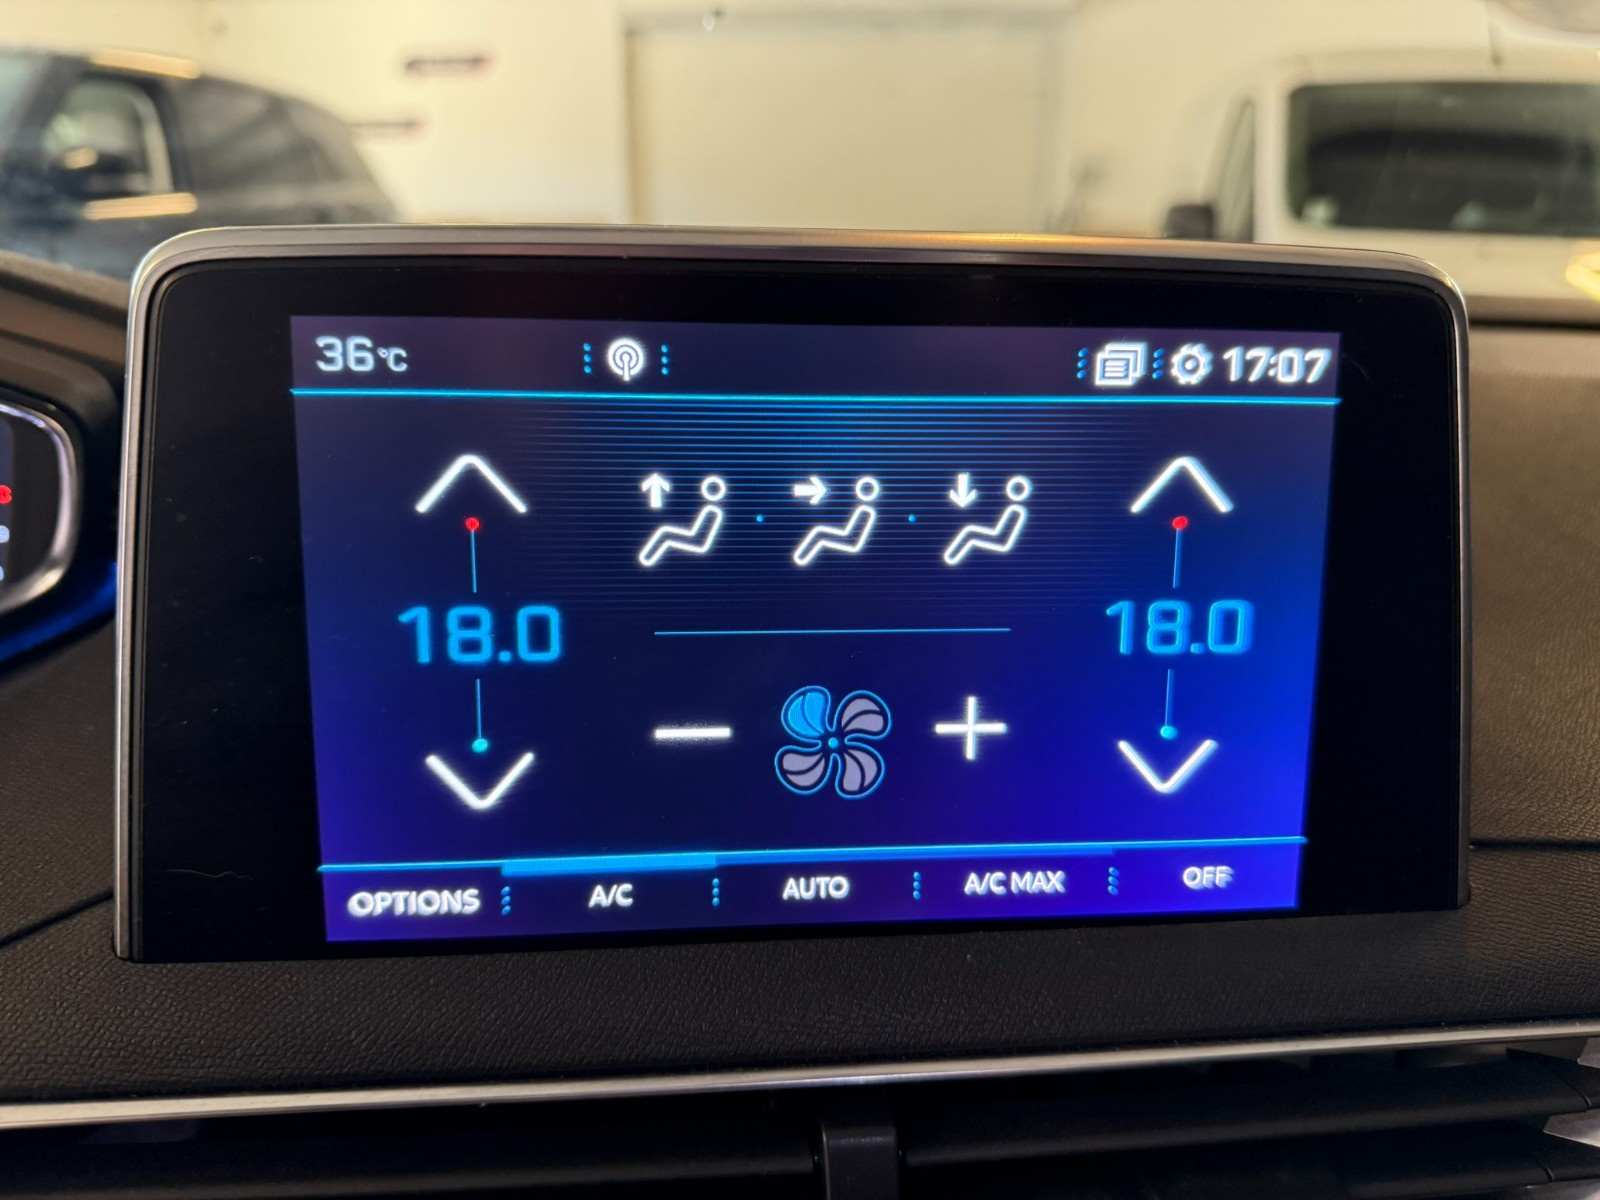 36°C 17:07
18.0 18.0
OPTIONS A/C AUTO A/C MAX OFF